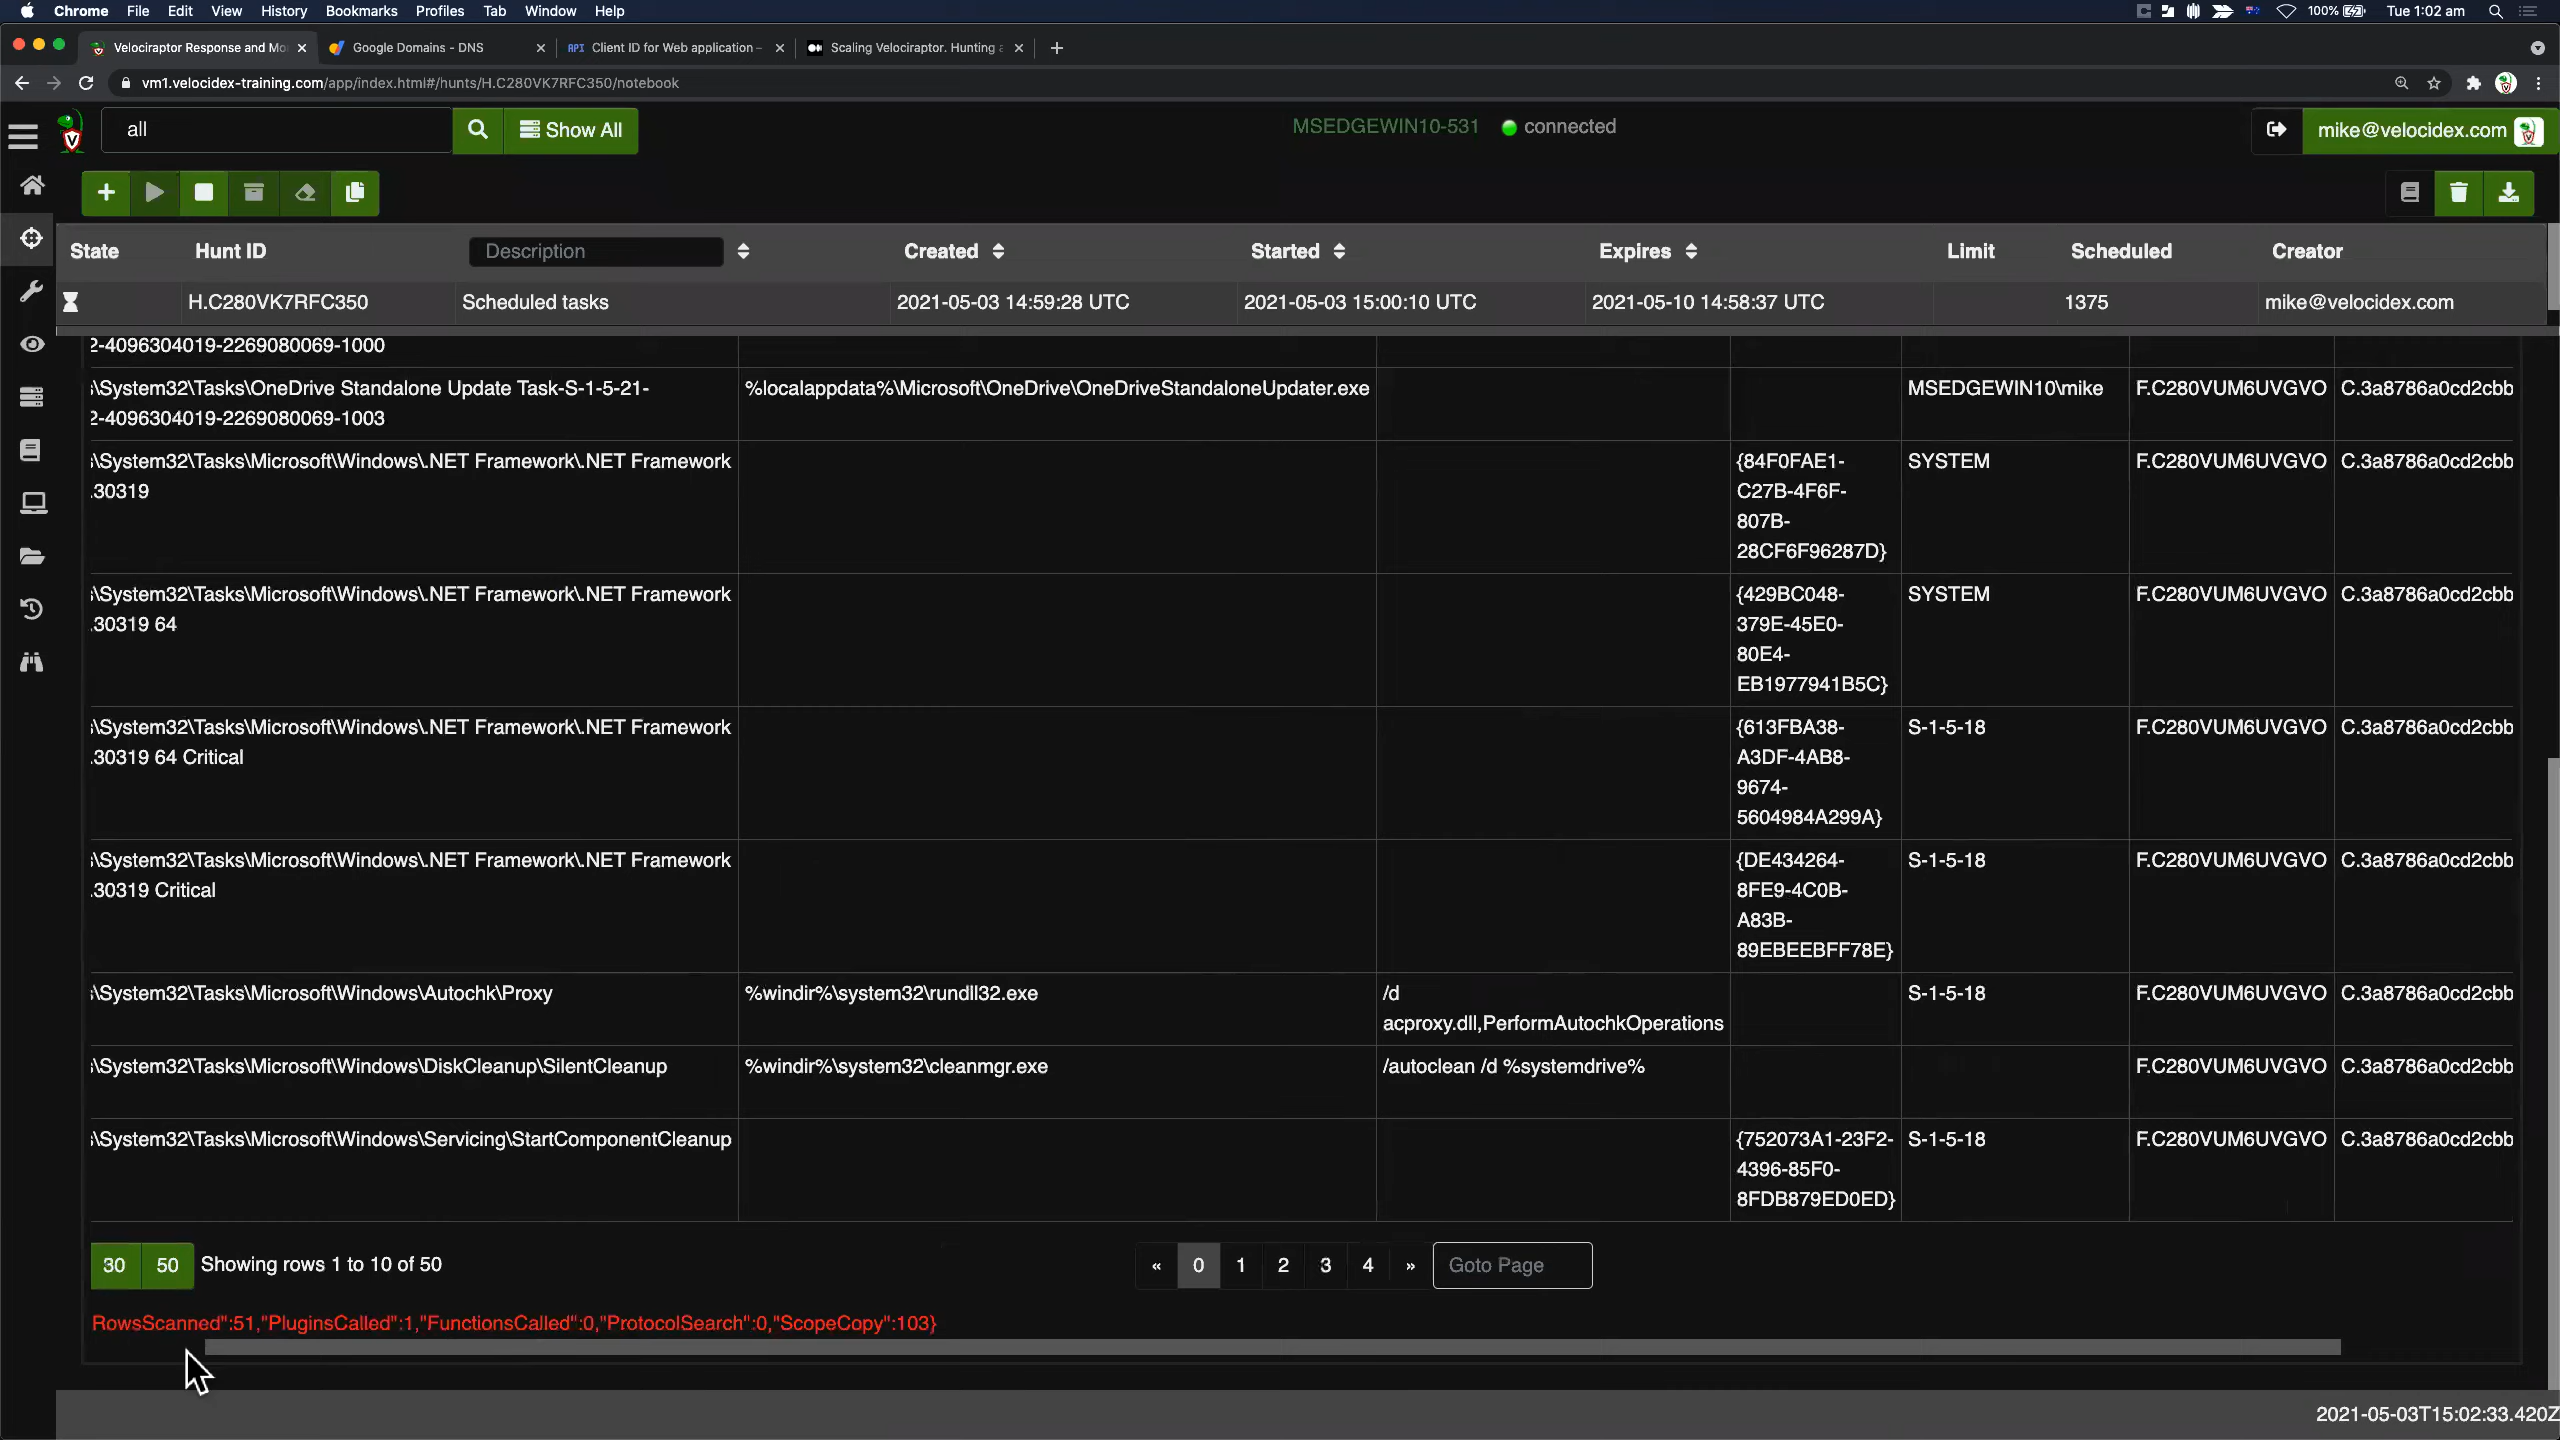 Chrome File Edit View History Bookmarks Profiles Tab Window Help 100% Tue 1:02 am
Velociraptor Response and Mo Google Domains - DNS API Client ID for Web application – Scaling Velociraptor. Hunting a
vm1.velocidex-training.com/app/index.html#/hunts/H.C280VK7RFC350/notebook
all Show All MSEDGEWIN10-531 connected mike@velocidex.com
State Hunt ID Description Created Started Expires Limit Scheduled Creator
H.C280VK7RFC350 Scheduled tasks 2021-05-03 14:59:28 UTC 2021-05-03 15:00:10 UTC 2021-05-10 14:58:37 UTC 1375 mike@velocidex.com
2-4096304019-2269080069-1000
\System32\Tasks\OneDrive Standalone Update Task-S-1-5-21- %localappdata%\Microsoft\OneDrive\OneDriveStandaloneUpdater.exe MSEDGEWIN10\mike F.C280VUM6UVGVO C.3a8786a0cd2cbb
2-4096304019-2269080069-1003
\System32\Tasks\Microsoft\Windows\.NET Framework\.NET Framework {84F0FAE1- SYSTEM F.C280VUM6UVGVO C.3a8786a0cd2cbb
.30319 C27B-4F6F-
807B-
28CF6F96287D}
\System32\Tasks\Microsoft\Windows\.NET Framework\.NET Framework {429BC048- SYSTEM F.C280VUM6UVGVO C.3a8786a0cd2cbb
.30319 64 379E-45E0-
80E4-
EB1977941B5C}
\System32\Tasks\Microsoft\Windows\.NET Framework\.NET Framework {613FBA38- S-1-5-18 F.C280VUM6UVGVO C.3a8786a0cd2cbb
.30319 64 Critical A3DF-4AB8-
9674-
5604984A299A}
\System32\Tasks\Microsoft\Windows\.NET Framework\.NET Framework {DE434264- S-1-5-18 F.C280VUM6UVGVO C.3a8786a0cd2cbb
.30319 Critical 8FE9-4C0B-
A83B-
89EBEEBFF78E}
\System32\Tasks\Microsoft\Windows\Autochk\Proxy %windir%\system32\rundll32.exe /d S-1-5-18 F.C280VUM6UVGVO C.3a8786a0cd2cbb
acproxy.dll,PerformAutochkOperations
\System32\Tasks\Microsoft\Windows\DiskCleanup\SilentCleanup %windir%\system32\cleanmgr.exe /autoclean /d %systemdrive% F.C280VUM6UVGVO C.3a8786a0cd2cbb
\System32\Tasks\Microsoft\Windows\Servicing\StartComponentCleanup {752073A1-23F2- S-1-5-18 F.C280VUM6UVGVO C.3a8786a0cd2cbb
4396-85F0-
8FDB879ED0ED}
30 50 Showing rows 1 to 10 of 50 « 0 1 2 3 4 » Goto Page
RowsScanned":51,"PluginsCalled":1,"FunctionsCalled":0,"ProtocolSearch":0,"ScopeCopy":103}
2021-05-03T15:02:33.420Z